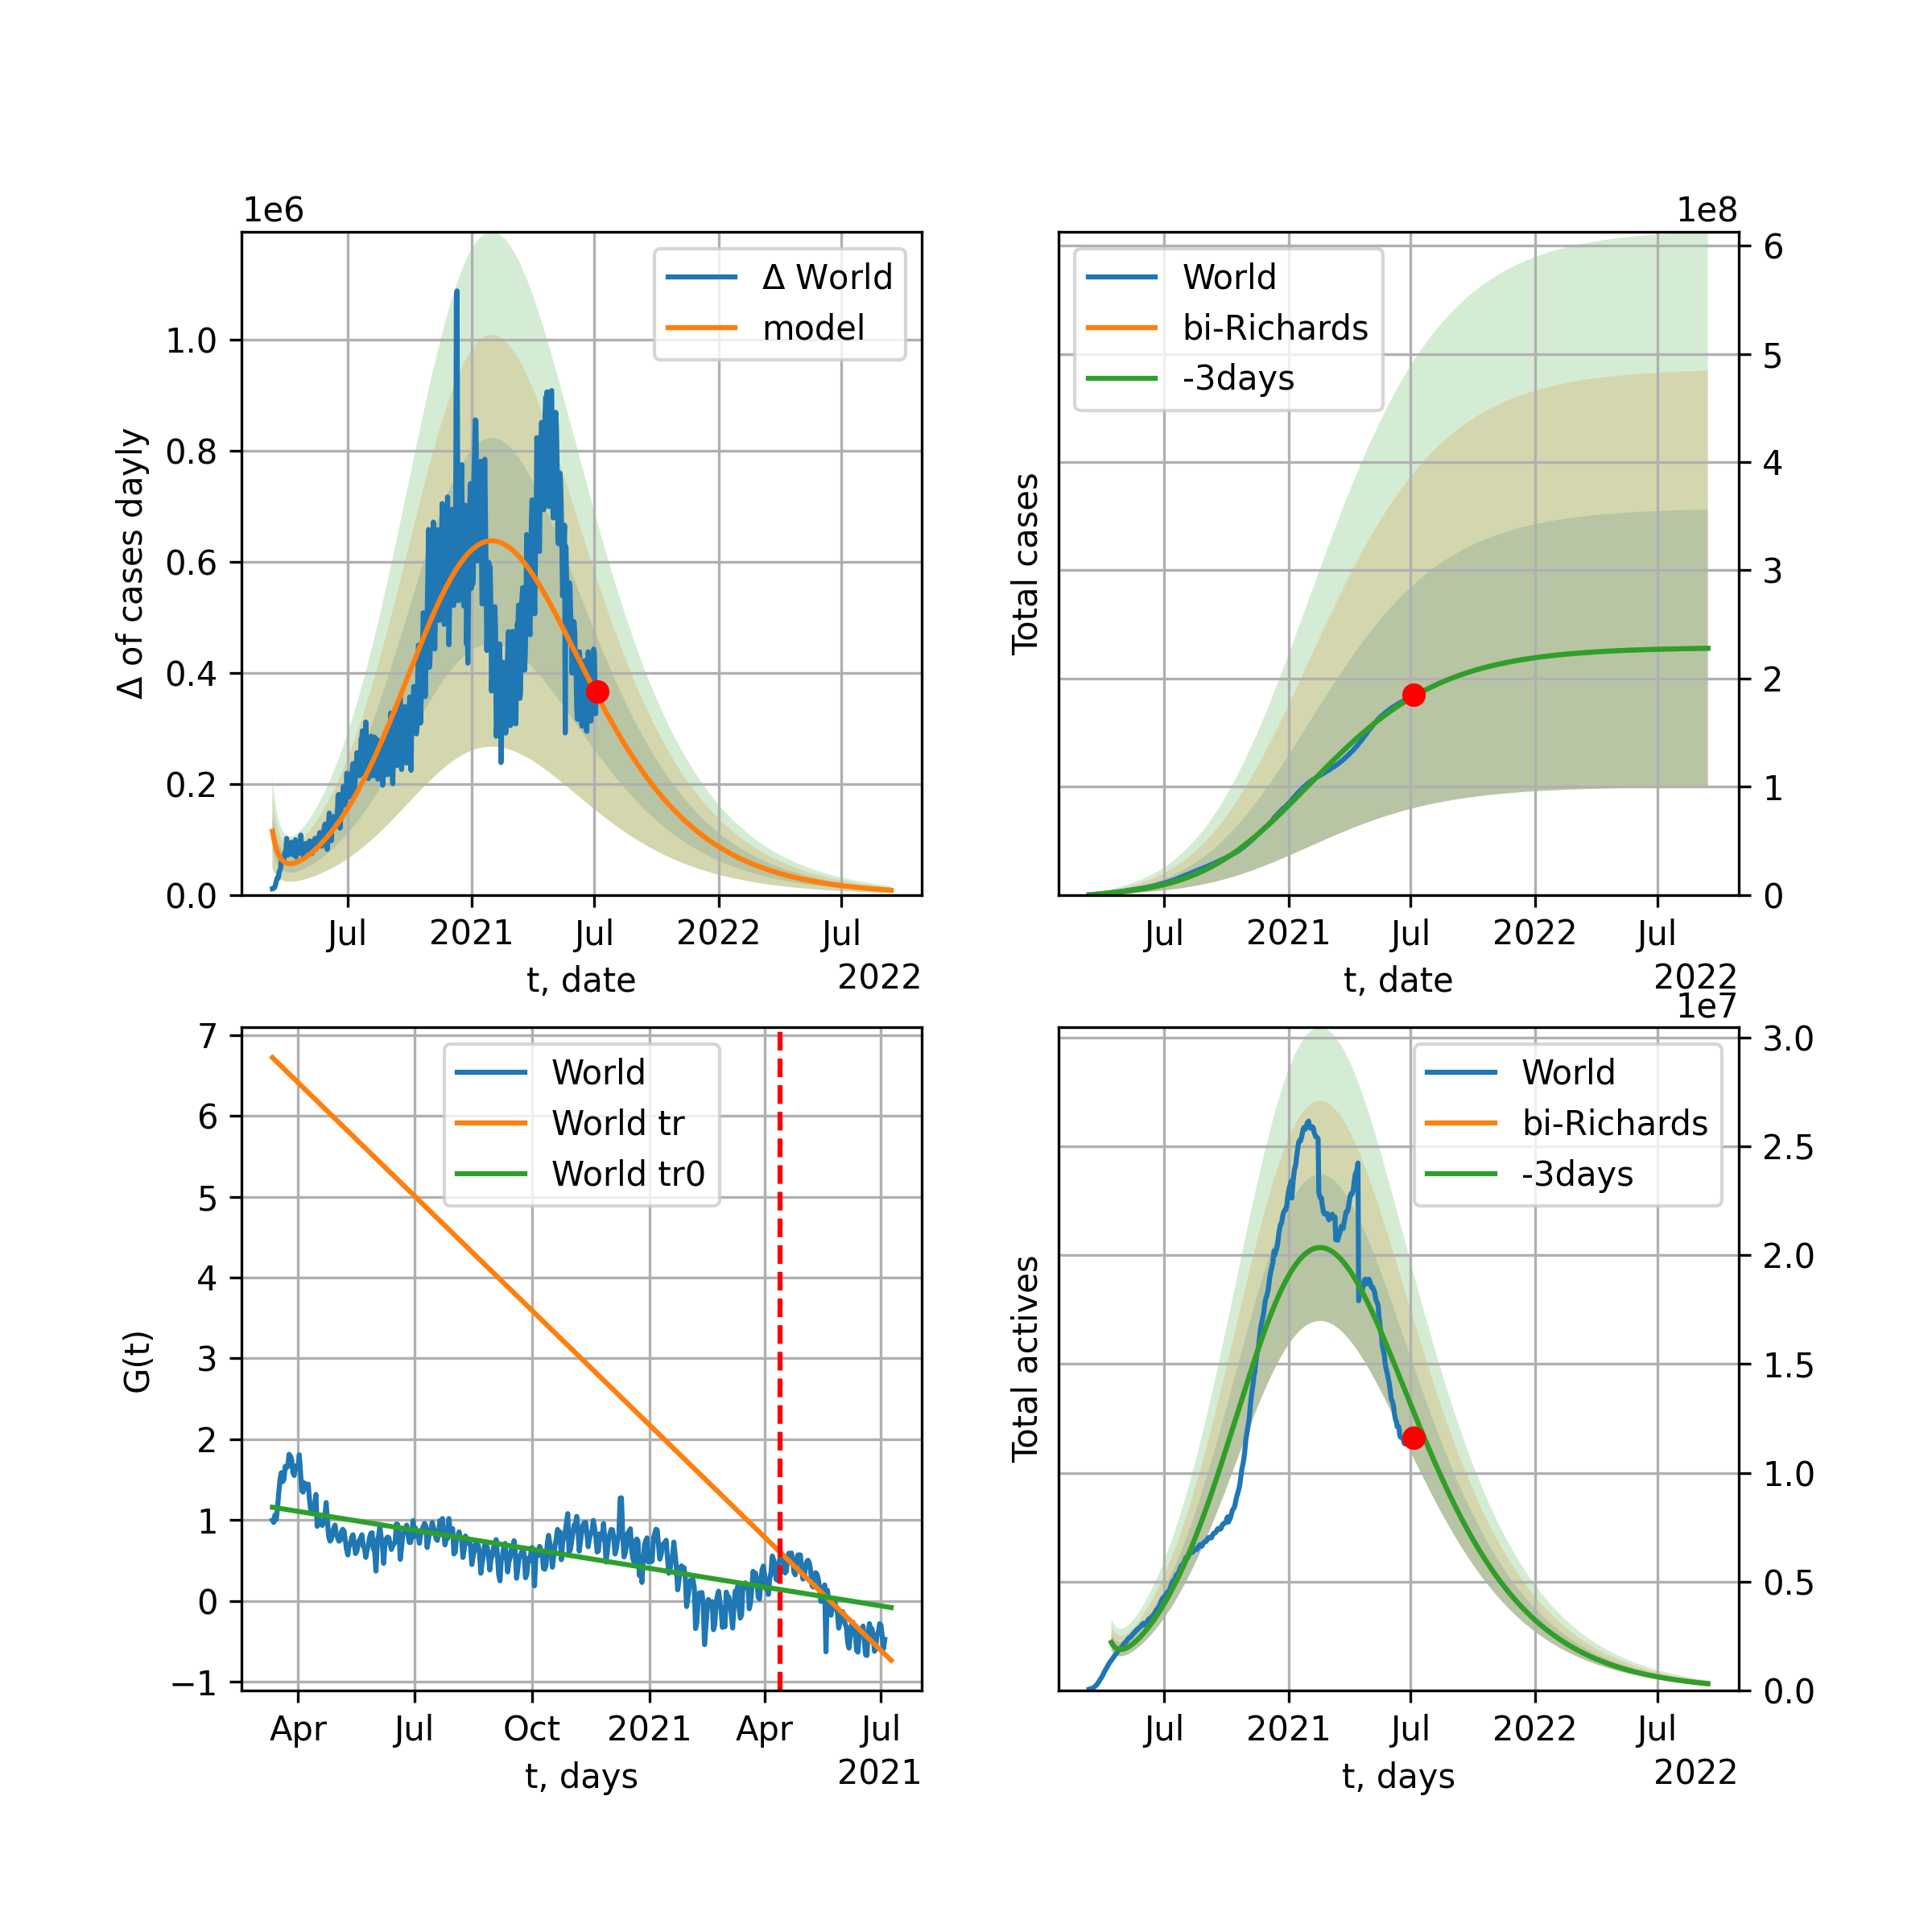 1e6
Δ of cases dayly
1.0
0.8
0.6
0.4
0.2
0.0
Δ World
model
Jul 2021 Jul 2022 Jul
t, date
2022
1e8
Total cases
World
bi-Richards
-3days
6
5
4
3
2
1
0
Jul 2021 Jul 2022 Jul
t, date
2022
G(t)
7
6
5
4
3
2
1
0
−1
World
World tr
World tr0
Apr Jul Oct 2021 Apr Jul
t, days
2021
1e7
Total actives
World
bi-Richards
-3days
3.0
2.5
2.0
1.5
1.0
0.5
0.0
Jul 2021 Jul 2022 Jul
t, days
2022